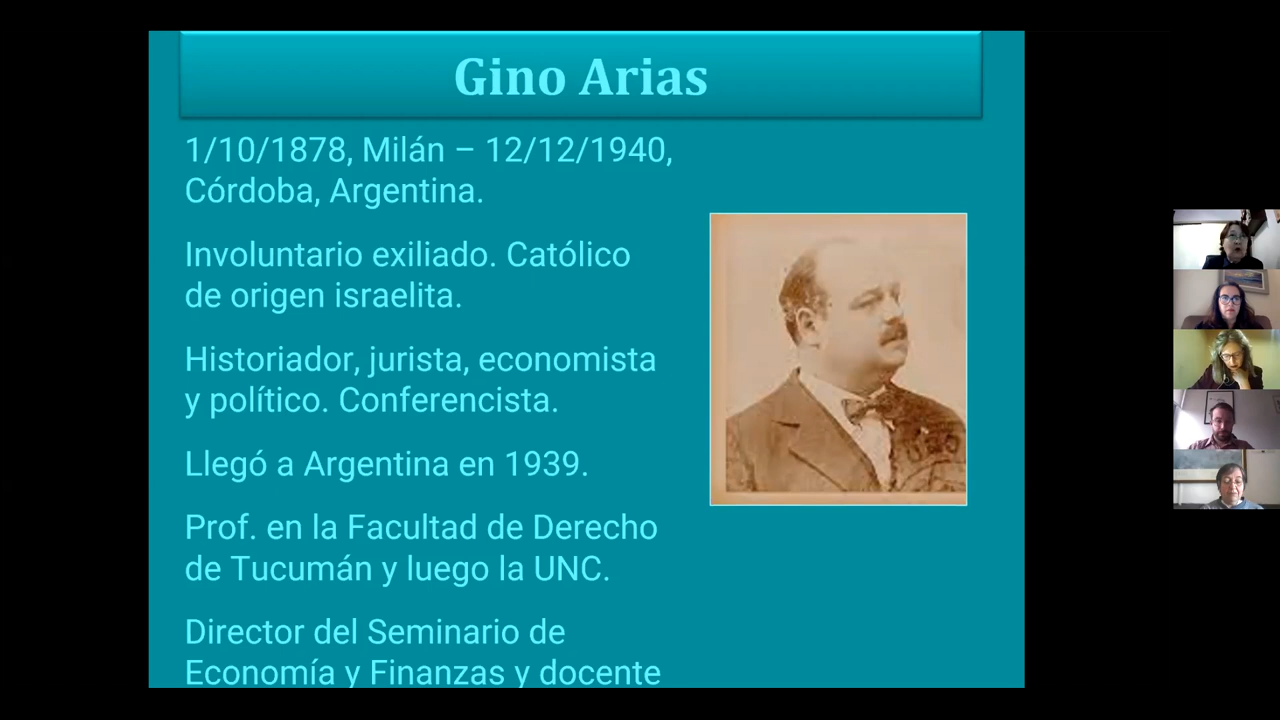 Gino Arias
1/10/1878, Milán – 12/12/1940,
Córdoba, Argentina.
Involuntario exiliado. Católico
de origen israelita.
Historiador, jurista, economista
y político. Conferencista.
Llegó a Argentina en 1939.
Prof. en la Facultad de Derecho
de Tucumán y luego la UNC.
Director del Seminario de
Economía y Finanzas y docente